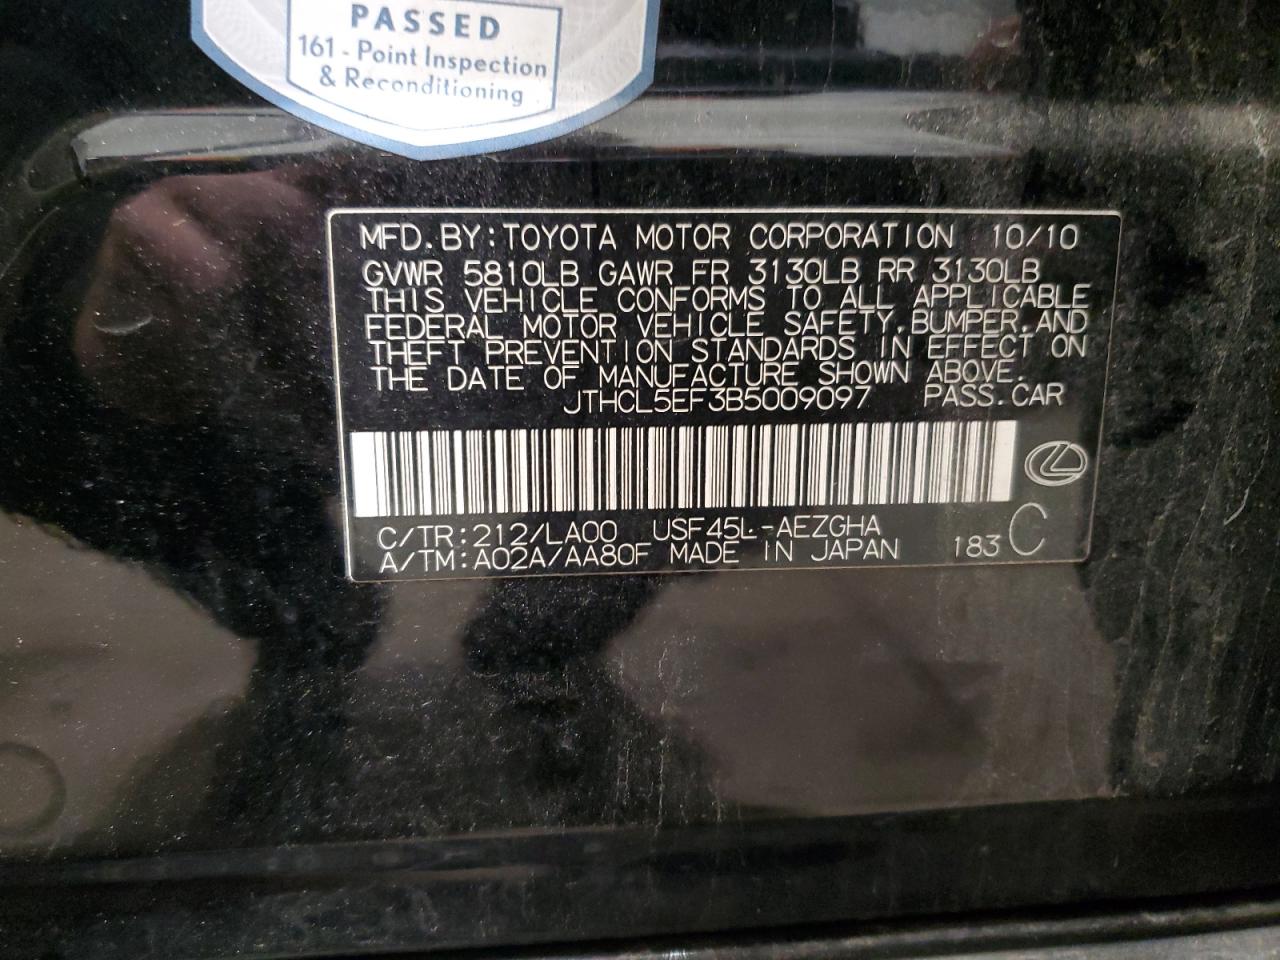 PASSED
161 - Point Inspection
& Reconditioning
MFD.BY:TOYOTA MOTOR CORPORATION 10/10
GVWR 5810LB GAWR FR 3130LB RR 3130LB
THIS VEHICLE CONFORMS TO ALL APPLICABLE
FEDERAL MOTOR VEHICLE SAFETY,BUMPER,AND
THEFT PREVENTION STANDARDS IN EFFECT ON
THE DATE OF MANUFACTURE SHOWN ABOVE.
JTHCL5EF3B5009097 PASS.CAR
C/TR:212/LA00 USF45L-AEZGHA
A/TM:A02A/AA80F MADE IN JAPAN 183 C